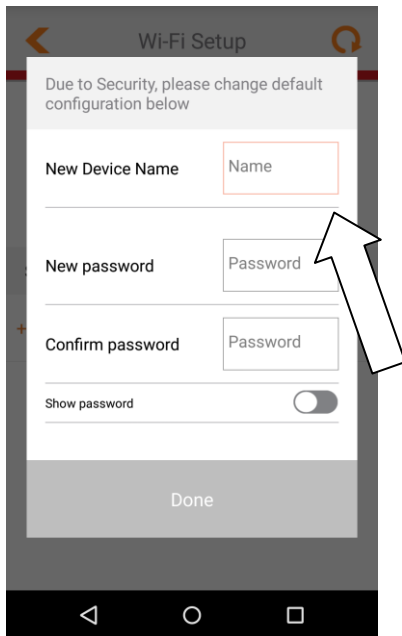 Wi-Fi Setup
Due to Security, please change default
configuration below
New Device Name Name
New password Password
Confirm password Password
Show password
Done